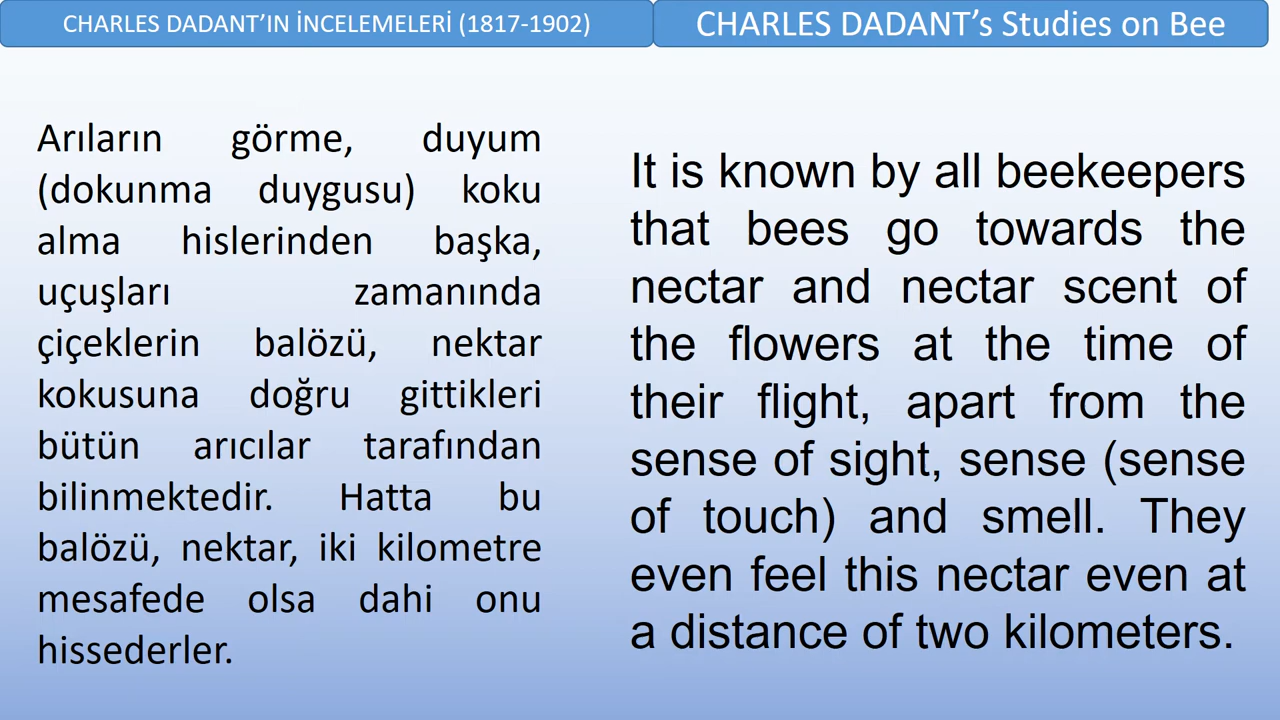 CHARLES DADANT’IN İNCELEMELERİ (1817-1902)
CHARLES DADANT’s Studies on Bee
Arıların görme, duyum
(dokunma duygusu) koku
alma hislerinden başka,
uçuşları zamanında
çiçeklerin balözü, nektar
kokusuna doğru gittikleri
bütün arıcılar tarafından
bilinmektedir. Hatta bu
balözü, nektar, iki kilometre
mesafede olsa dahi onu
hissederler.
It is known by all beekeepers
that bees go towards the
nectar and nectar scent of
the flowers at the time of
their flight, apart from the
sense of sight, sense (sense
of touch) and smell. They
even feel this nectar even at
a distance of two kilometers.